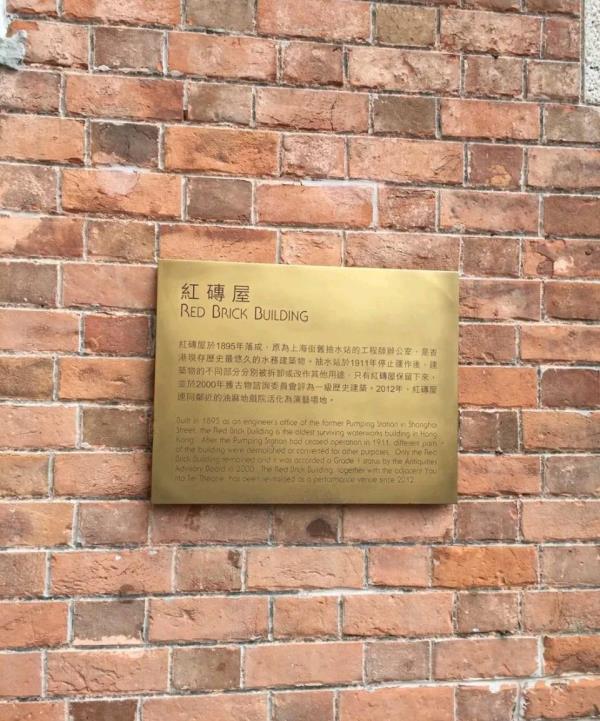 紅磚屋
RED BRICK BUILDING
紅磚屋於1895年落成，原為上海街舊抽水站的工程師辦公室，是香
港現存歷史最悠久的水務建築物。抽水站於1911年停止運作後，建
築物的不同部分分別被拆卸或改作其他用途，只有紅磚屋保留下來，
並於2000年獲古物諮詢委員會評為一級歷史建築。2012年，紅磚屋
連同鄰近的油麻地戲院活化為演藝場地。
Built in 1895 as an engineer's office of the former Pumping Station in Shanghai
Street, the Red Brick Building is the oldest surviving waterworks building in Hong
Kong. After the Pumping Station had ceased operation in 1911, different parts
of the building were demolished or converted for other purposes. Only the Red
Brick Building remained and it was accorded a Grade 1 status by the Antiquities
Advisory Board in 2000. The Red Brick Building, together with the adjacent Yau
Ma Tei Theatre, has been revitalised as a performance venue since 2012.